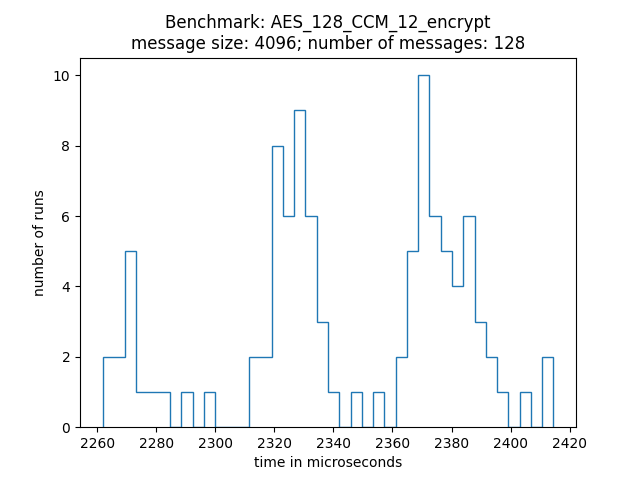 Benchmark: AES_128_CCM_12_encrypt
message size: 4096; number of messages: 128
10
8
6
4
2
0
number of runs
2260 2280 2300 2320 2340 2360 2380 2400 2420
time in microseconds